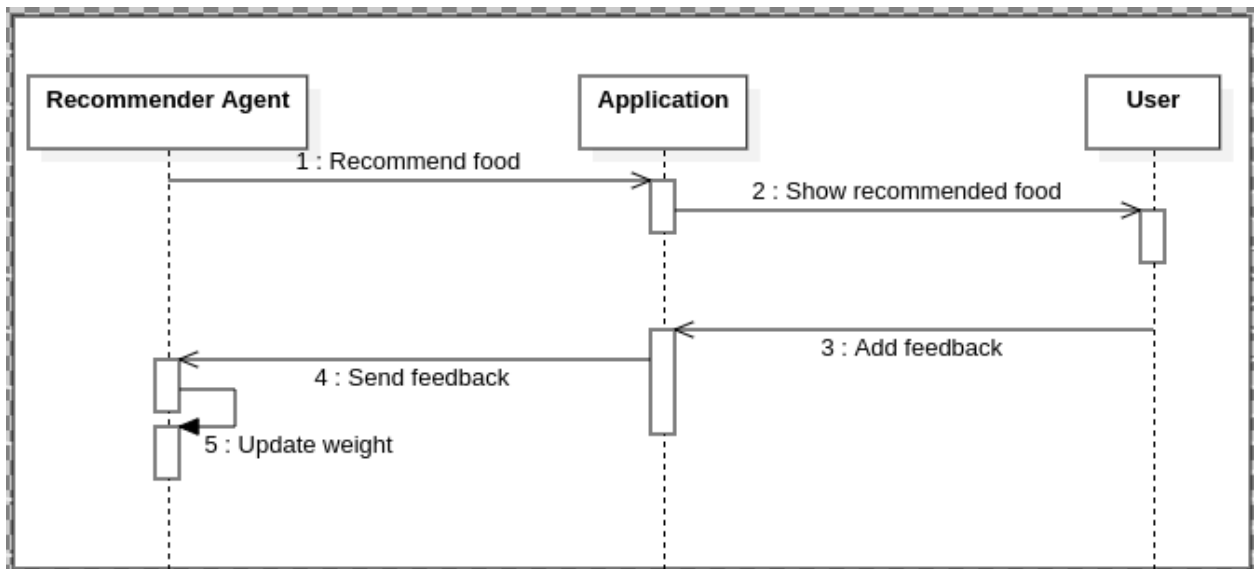 Recommender Agent
Application
User
1 : Recommend food
2 : Show recommended food
3 : Add feedback
4 : Send feedback
5 : Update weight